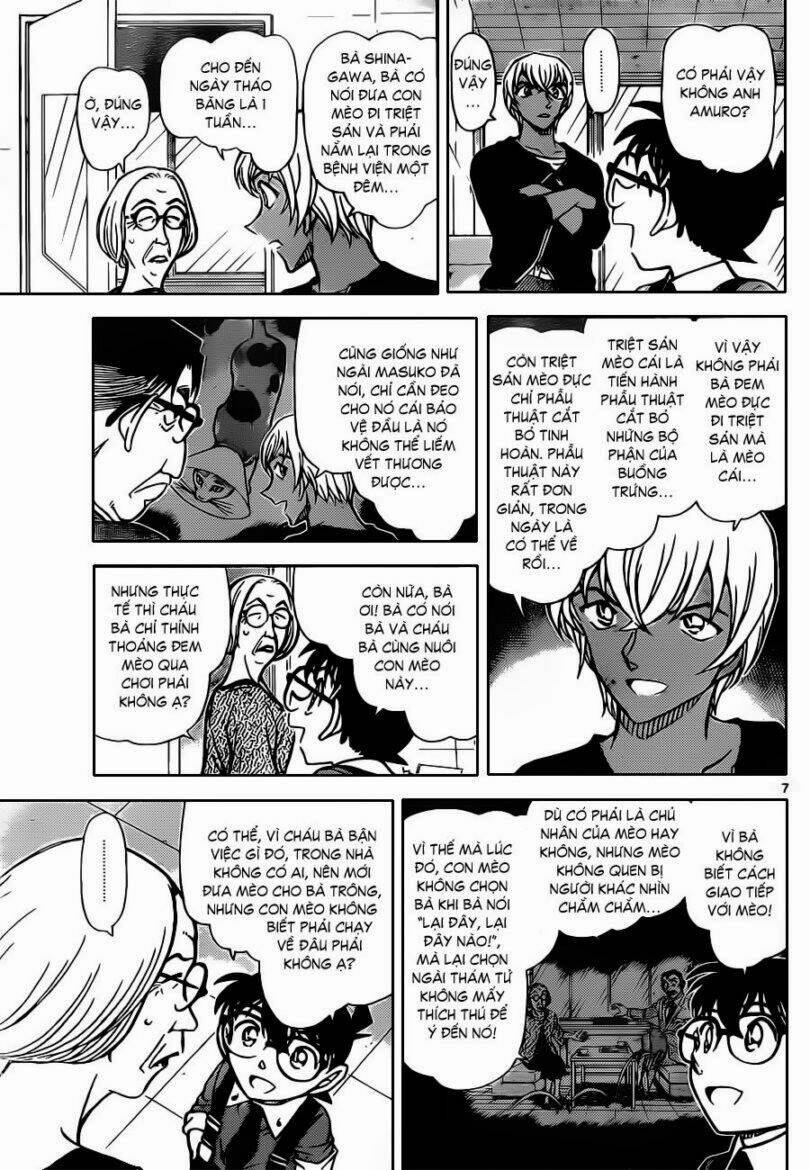 CÓ PHẢI VẬY
KHÔNG ANH
AMURO?
.........
ĐÚNG
VẬY
...
BÀ SHINA-
GAWA, BÀ CÓ
NÓI ĐƯA CON
MÈO ĐI TRIỆT
SẢN VÀ PHẢI
NẰM LẠI TRONG
BỆNH VIỆN MỘT
ĐÊM...
CHO ĐẾN
NGÀY THÁO
BĂNG LÀ 1
TUẦN...
Ờ, ĐÚNG
VẬY...
VÌ VẬY
KHÔNG PHẢI
BÀ ĐEM
MÈO ĐỰC
ĐI TRIỆT
SẢN MÀ
LÀ MÈO
CÁI...
TRIỆT SẢN
MÈO CÁI LÀ
TIẾN HÀNH
PHẪU THUẬT
CẮT BỎ
NHỮNG BỘ
PHẬN CỦA
BUỒNG
TRỨNG...
CÒN TRIỆT
SẢN MÈO ĐỰC
CHỈ PHẪU
THUẬT CẮT
BỎ TINH
HOÀN. PHẪU
THUẬT NÀY
RẤT ĐƠN
GIẢN, TRONG
NGÀY LÀ
CÓ THỂ VỀ
RỒI...
CŨNG GIỐNG NHƯ
NGÀI MASUKO ĐÃ
NÓI, CHỈ CẦN ĐEO
CHO NÓ CÁI BẢO
VỆ ĐẦU LÀ NÓ
KHÔNG THỂ LIẾM
VẾT THƯƠNG
ĐƯỢC...
CÒN NỮA, BÀ
ƠI! BÀ CÓ NÓI
BÀ VÀ CHÁU
BÀ CÙNG NUÔI
CON MÈO
NÀY...
NHƯNG THỰC
TẾ THÌ CHÁU
BÀ CHỈ THỈNH
THOẢNG ĐEM
MÈO QUA
CHƠI PHẢI
KHÔNG Ạ?
7
VÌ BÀ
KHÔNG
BIẾT CÁCH
GIAO TIẾP
VỚI MÈO!
DÙ CÓ PHẢI LÀ CHỦ
NHÂN CỦA MÈO HAY
KHÔNG, NHƯNG MÈO
KHÔNG QUEN BỊ
NGƯỜI KHÁC NHÌN
CHẰM CHẰM...
VÌ THẾ MÀ LÚC
ĐÓ, CON MÈO
KHÔNG CHỌN
BÀ KHI BÀ NÓI
"LẠI ĐÂY, LẠI
ĐÂY NÀO!",
MÀ LẠI CHỌN
NGÀI THÁM TỬ
KHÔNG MẤY
THÍCH THÚ ĐỂ
Ý ĐẾN NÓ!
CÓ THỂ, VÌ CHÁU BÀ BẬN
VIỆC GÌ ĐÓ, TRONG NHÀ
KHÔNG CÓ AI, NÊN MỚI
ĐƯA MÈO CHO BÀ TRÔNG,
NHƯNG CON MÈO KHÔNG
BIẾT PHẢI CHẠY
VỀ ĐÂU PHẢI
KHÔNG Ạ?
.........